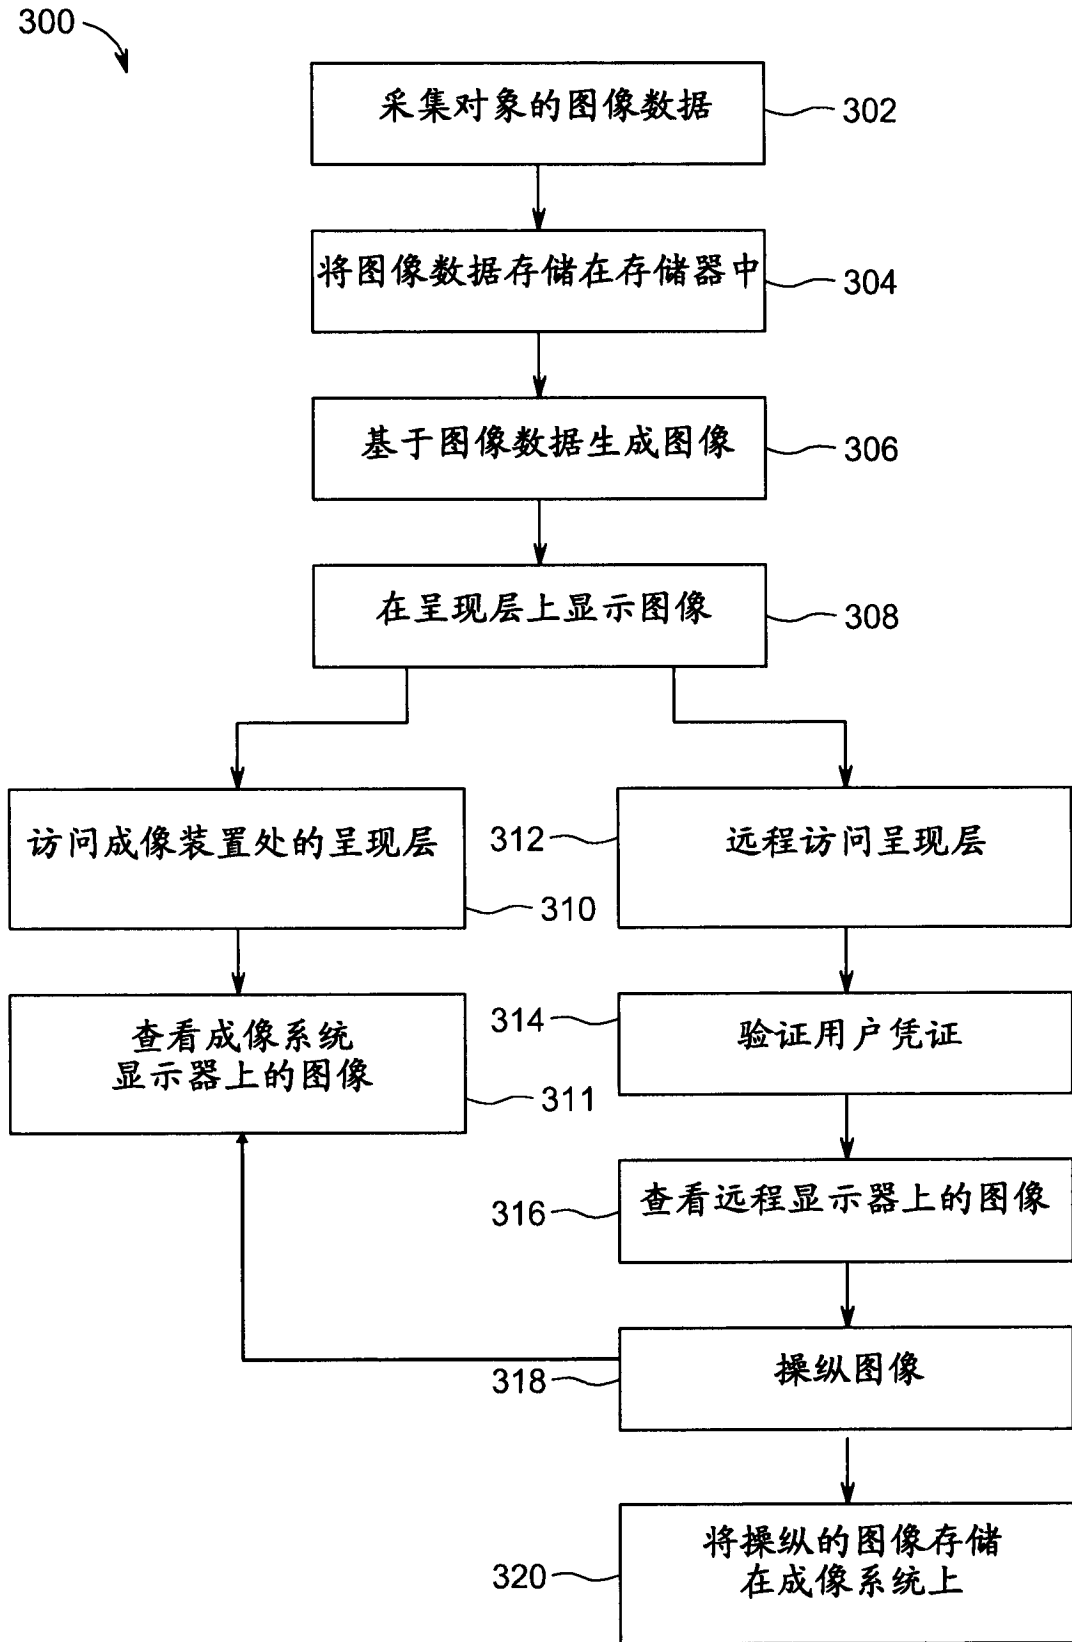 300
采集对象的图像数据
302
将图像数据存储在存储器中
304
基于图像数据生成图像
306
在呈现层上显示图像
308
访问成像装置处的呈现层
310
312
远程访问呈现层
查看成像系统
显示器上的图像
311
314
验证用户凭证
316
查看远程显示器上的图像
318
操纵图像
320
将操纵的图像存储
在成像系统上